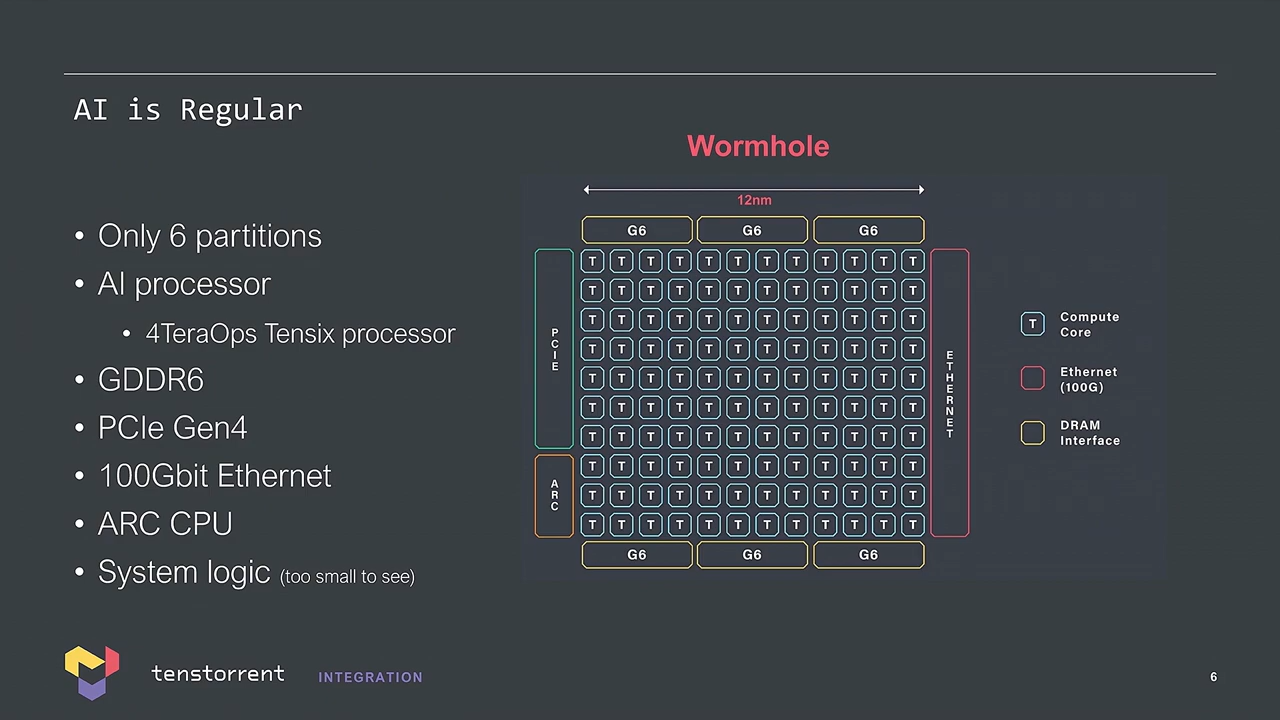 AI is Regular
Wormhole
12nm
• Only 6 partitions
• AI processor
• 4TeraOps Tensix processor
• GDDR6
• PCIe Gen4
• 100Gbit Ethernet
• ARC CPU
• System logic (too small to see)
G6 G6 G6
PCIE
ARC
T T T T T T T T T T T T
T T T T T T T T T T T T
T T T T T T T T T T T T
T T T T T T T T T T T T
T T T T T T T T T T T T
T T T T T T T T T T T T
T T T T T T T T T T T T
T T T T T T T T T T T T
T T T T T T T T T T T T
T T T T T T T T T T T T
ETHERNET
G6 G6 G6
T Compute
Core
Ethernet
(100G)
DRAM
Interface
tenstorrent INTEGRATION
6